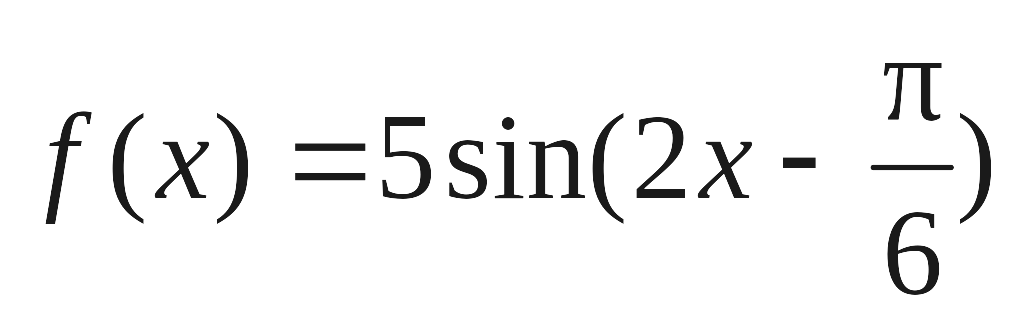 f(x) = 5sin(2x - π/6)